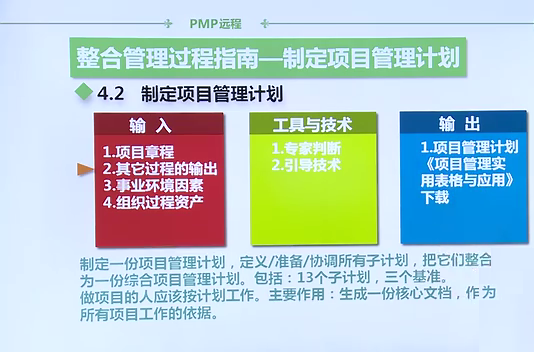 PMP远程
整合管理过程指南—制定项目管理计划
4.2 制定项目管理计划
输 入
1.项目章程
2.其它过程的输出
3.事业环境因素
4.组织过程资产
工具与技术
1.专家判断
2.引导技术
输 出
1.项目管理计划
《项目管理实
用表格与应用》
下载
制定一份项目管理计划，定义/准备/协调所有子计划，把它们整合
为一份综合项目管理计划。包括：13个子计划，三个基准。
做项目的人应该按计划工作。主要作用：生成一份核心文档，作为
所有项目工作的依据。